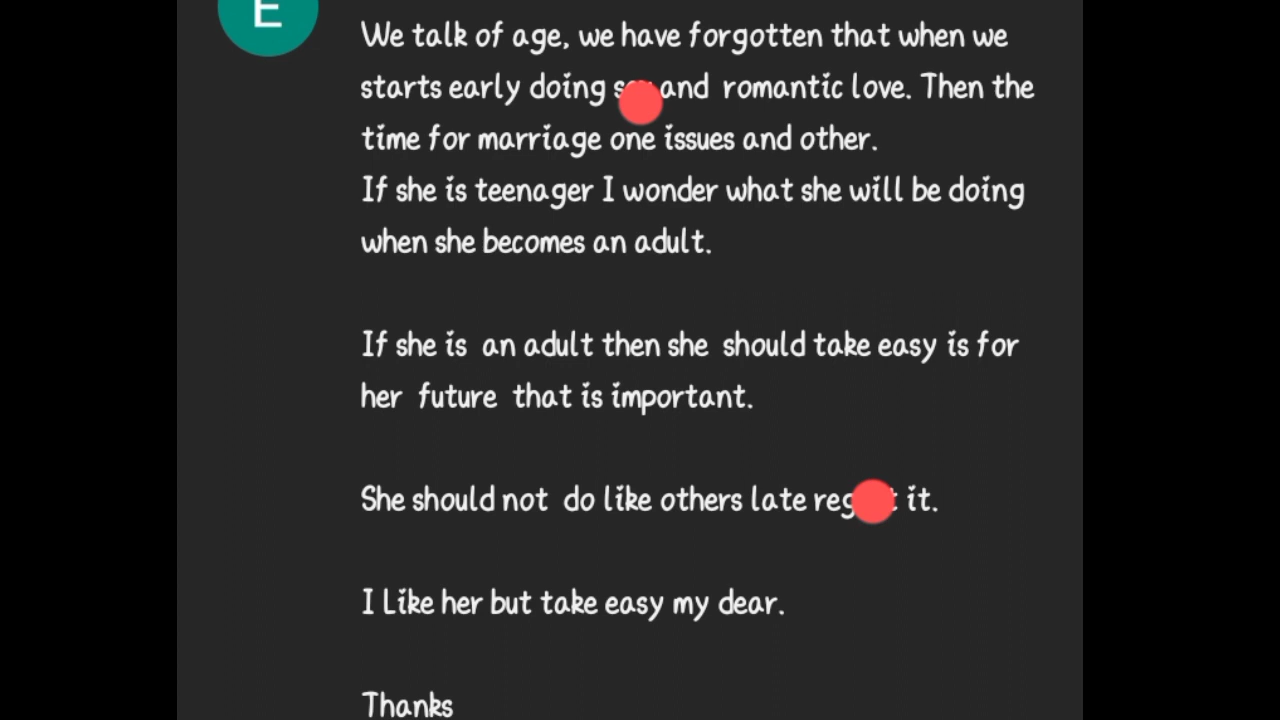 E
We talk of age, we have forgotten that when we
starts early doing and romantic love. Then the
time for marriage one issues and other.
If she is teenager I wonder what she will be doing
when she becomes an adult.
If she is an adult then she should take easy is for
her future that is important.
She should not do like others late it.
I Like her but take easy my dear.
Thanks